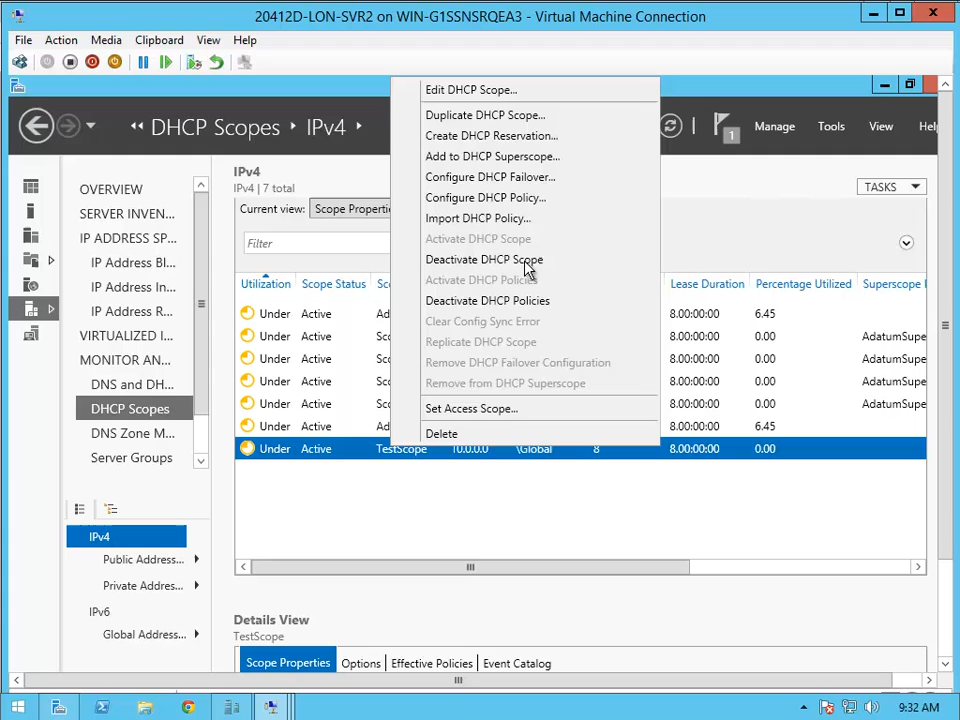 20412D-LON-SVR2 on WIN-G1SSNSRQEA3 - Virtual Machine Connection
File Action Media Clipboard View Help
DHCP Scopes IPv4
1 Manage Tools View Help
Edit DHCP Scope...
Duplicate DHCP Scope...
Create DHCP Reservation...
Add to DHCP Superscope...
Configure DHCP Failover...
Configure DHCP Policy...
Import DHCP Policy...
Activate DHCP Scope
Deactivate DHCP Scope
Activate DHCP Policies
Deactivate DHCP Policies
Clear Config Sync Error
Replicate DHCP Scope
Remove DHCP Failover Configuration
Remove from DHCP Superscope
Set Access Scope...
Delete
OVERVIEW
SERVER INVEN...
IP ADDRESS SP...
IP Address Bl...
IP Address In...
IP Address R...
VIRTUALIZED I...
MONITOR AN...
DNS and DH...
DHCP Scopes
DNS Zone M...
Server Groups
IPv4
Public Address...
Private Addres...
IPv6
Global Address...
IPv4
IPv4 | 7 total
TASKS
Current view: Scope Properti
Filter
Utilization Scope Status Sc Lease Duration Percentage Utilized Superscope
Under Active Ad 8.00:00:00 6.45
Under Active 8.00:00:00 0.00 AdatumSupe
Under Active 8.00:00:00 0.00 AdatumSupe
Under Active 8.00:00:00 0.00 AdatumSupe
Under Active 8.00:00:00 0.00 AdatumSupe
Under Active Ad 8.00:00:00 6.45
Under Active TestScope 10.0.0.0 \Global 8 8.00:00:00 0.00
Details View
TestScope
Scope Properties Options Effective Policies Event Catalog
9:32 AM